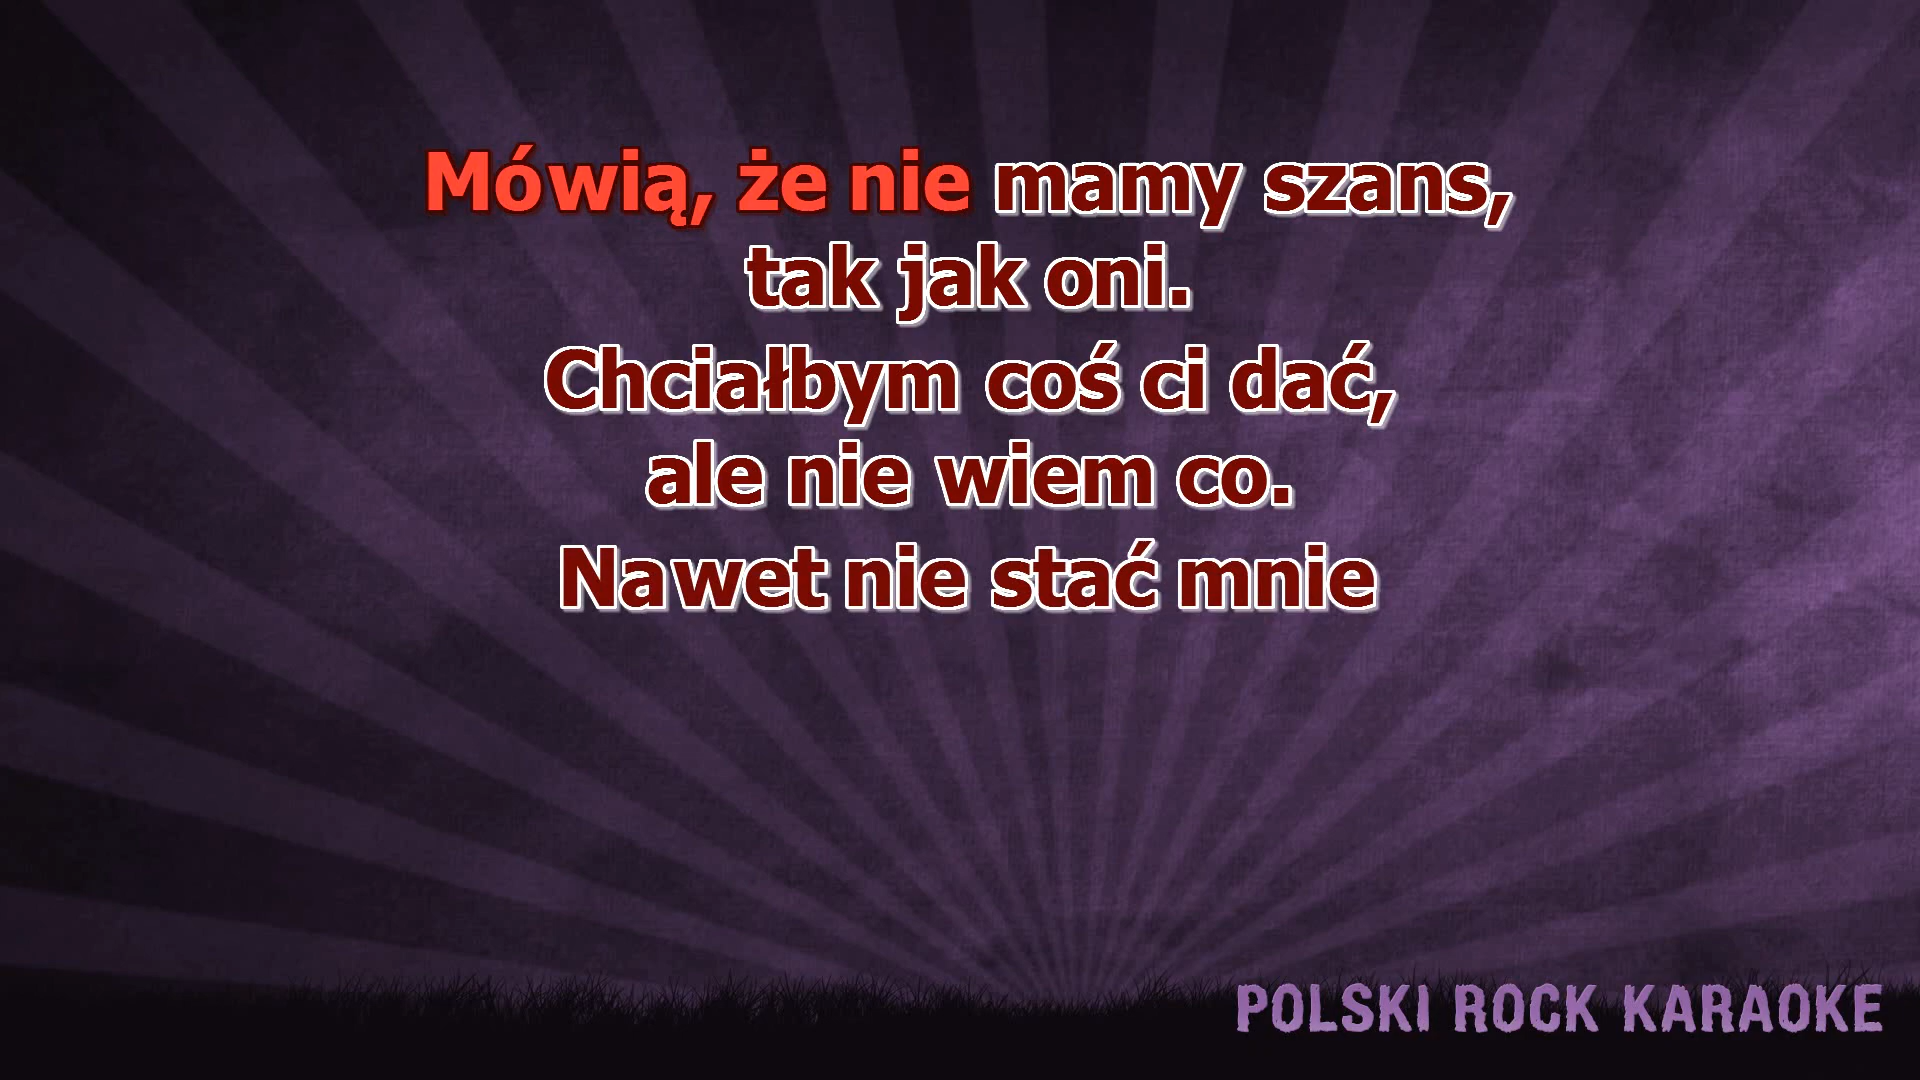 Mówią, że nie mamy szans,
tak jak oni.
Chciałbym coś ci dać,
ale nie wiem co.
Nawet nie stać mnie
POLSKI ROCK KARAOKE